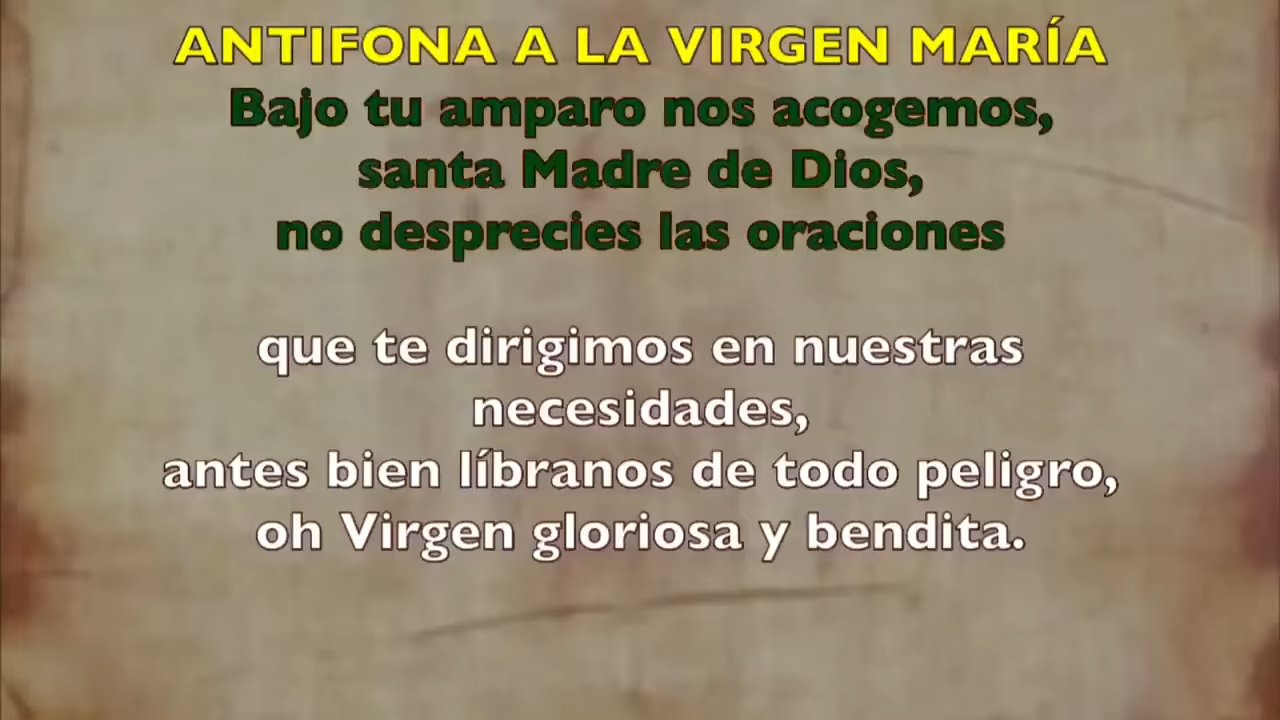 ANTIFONA A LA VIRGEN MARÍA
Bajo tu amparo nos acogemos,
santa Madre de Dios,
no desprecies las oraciones
que te dirigimos en nuestras
necesidades,
antes bien líbranos de todo peligro,
oh Virgen gloriosa y bendita.